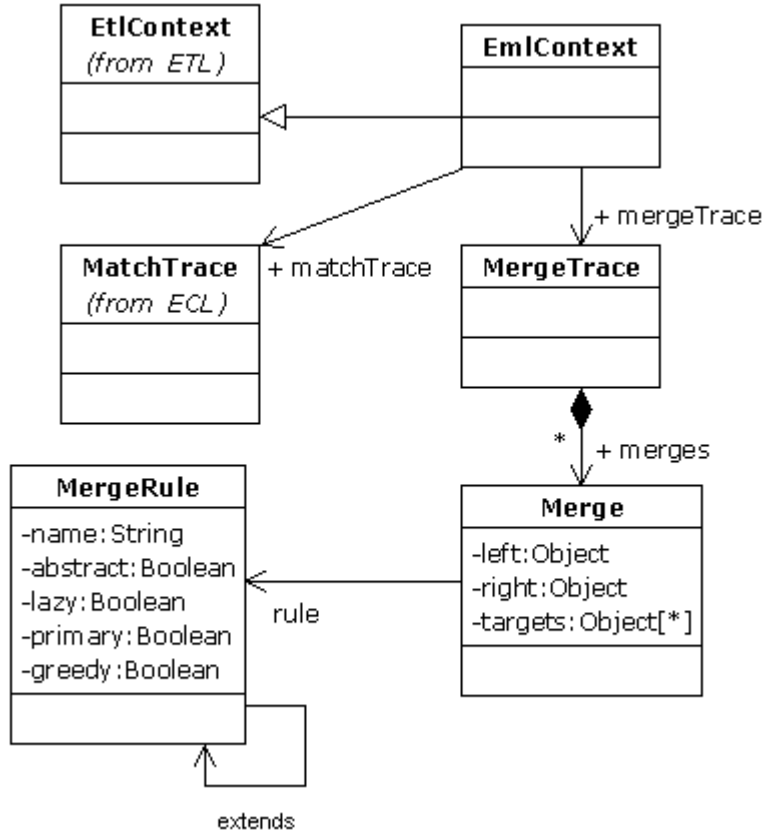 EtlContext
(from ETL)
EmlContext
+ mergeTrace
MatchTrace
(from ECL)
+ matchTrace
MergeTrace
*
+ merges
MergeRule
-name:String
-abstract:Boolean
-lazy:Boolean
-primary:Boolean
-greedy:Boolean
rule
Merge
-left:Object
-right:Object
-targets:Object[*]
extends